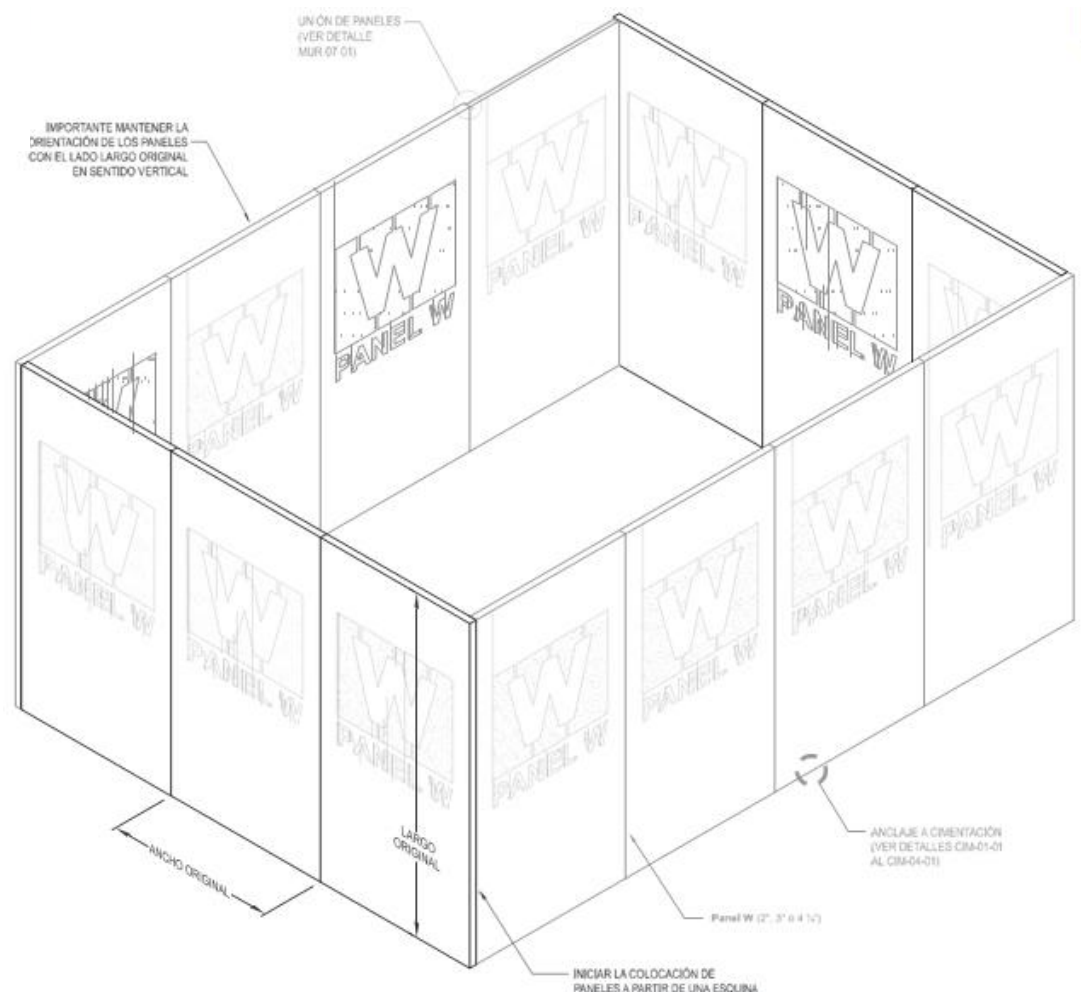 UN ÓN DE PANELES
(VER DETALLE
MUR 07 01)
IMPORTANTE MANTENER LA
ORIENTACIÓN DE LOS PANELES
CON EL LADO LARGO ORIGINAL
EN SENTIDO VERTICAL
PANEL W
PANEL W
PANEL W
PANEL W
PANEL W
PANEL W
PANEL W
PANEL W
PANEL W
PANEL W
PANEL W
PANEL W
LARGO
ORIGINAL
ANCHO ORIGINAL
ANCLAJE A CIMENTACIÓN
(VER DETALLES CIM-01-01
AL CIM-04-01)
Panel W (2", 3" ó 4 ½")
INICIAR LA COLOCACIÓN DE
PANELES A PARTIR DE UNA ESQUINA